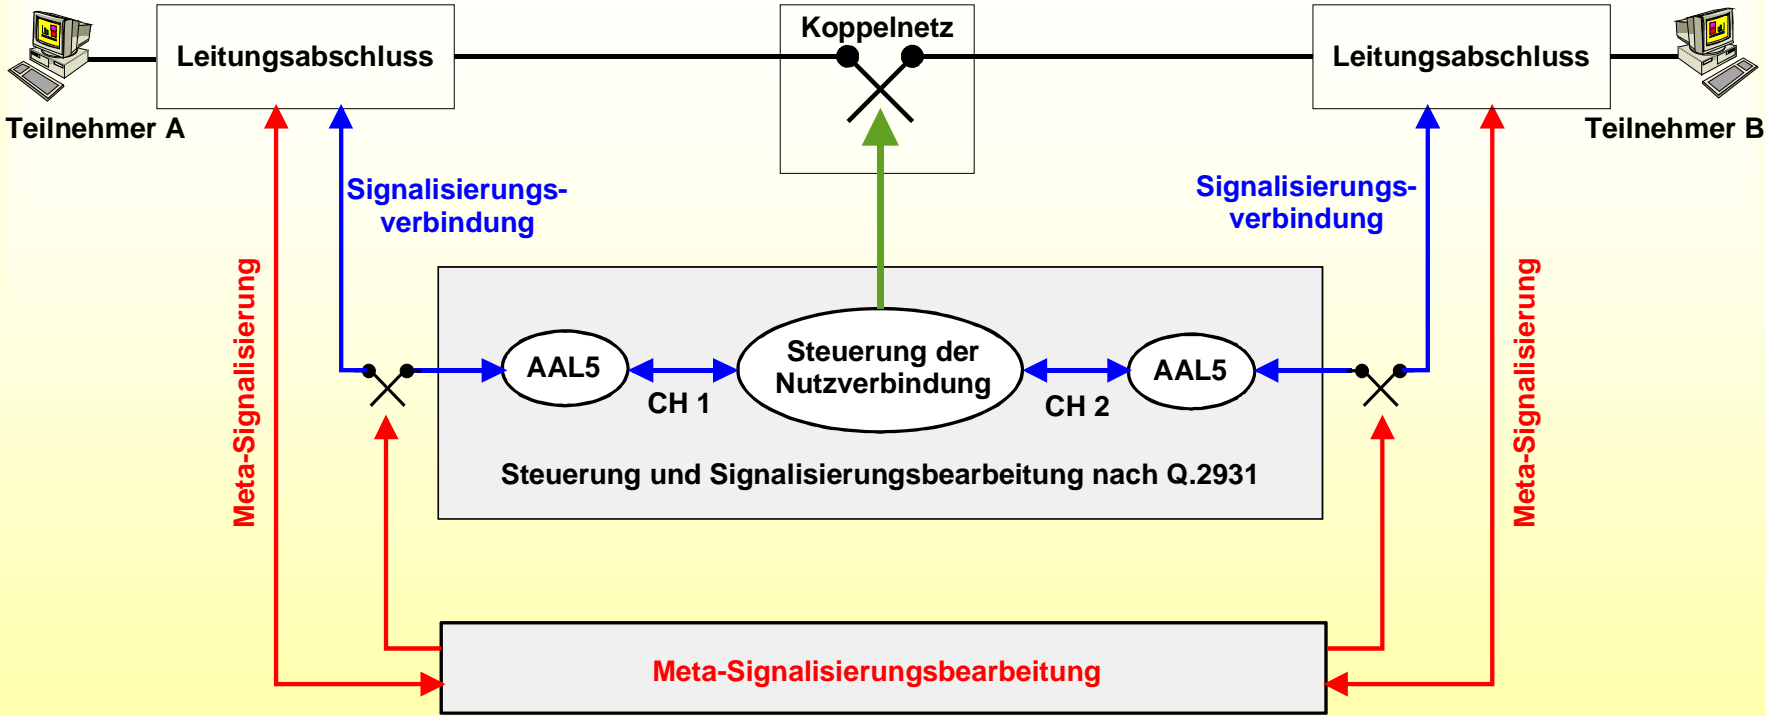 Koppelnetz
Leitungsabschluss
Leitungsabschluss
Teilnehmer A
Teilnehmer B
Signalisierungs-
verbindung
Signalisierungs-
verbindung
Meta-Signalisierung
Meta-Signalisierung
Steuerung der
Nutzverbindung
AAL5
AAL5
CH 1
CH 2
Steuerung und Signalisierungsbearbeitung nach Q.2931
Meta-Signalisierungsbearbeitung